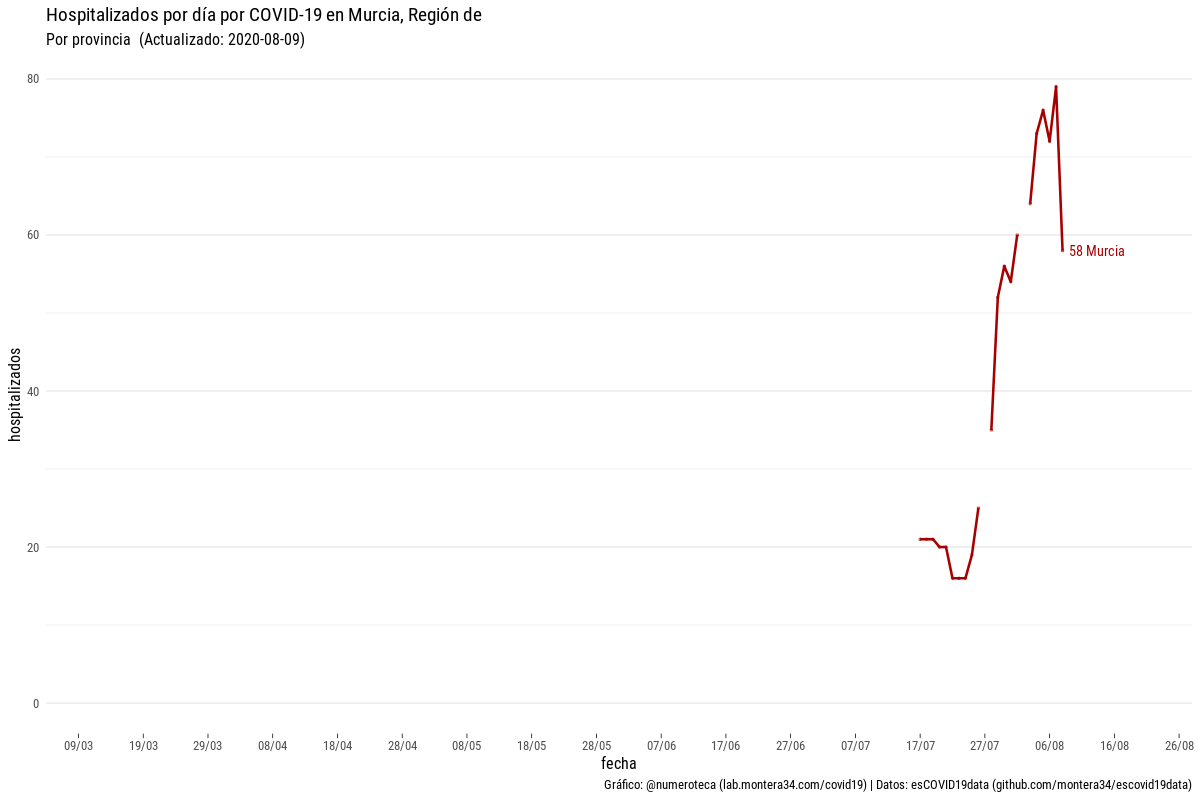 Hospitalizados por día por COVID-19 en Murcia, Región de
Por provincia (Actualizado: 2020-08-09)
80
60
40
20
0
hospitalizados
58 Murcia
09/03 19/03 29/03 08/04 18/04 28/04 08/05 18/05 28/05 07/06 17/06 27/06 07/07 17/07 27/07 06/08 16/08 26/08
fecha
Gráfico: @numeroteca (lab.montera34.com/covid19) | Datos: esCOVID19data (github.com/montera34/escovid19data)